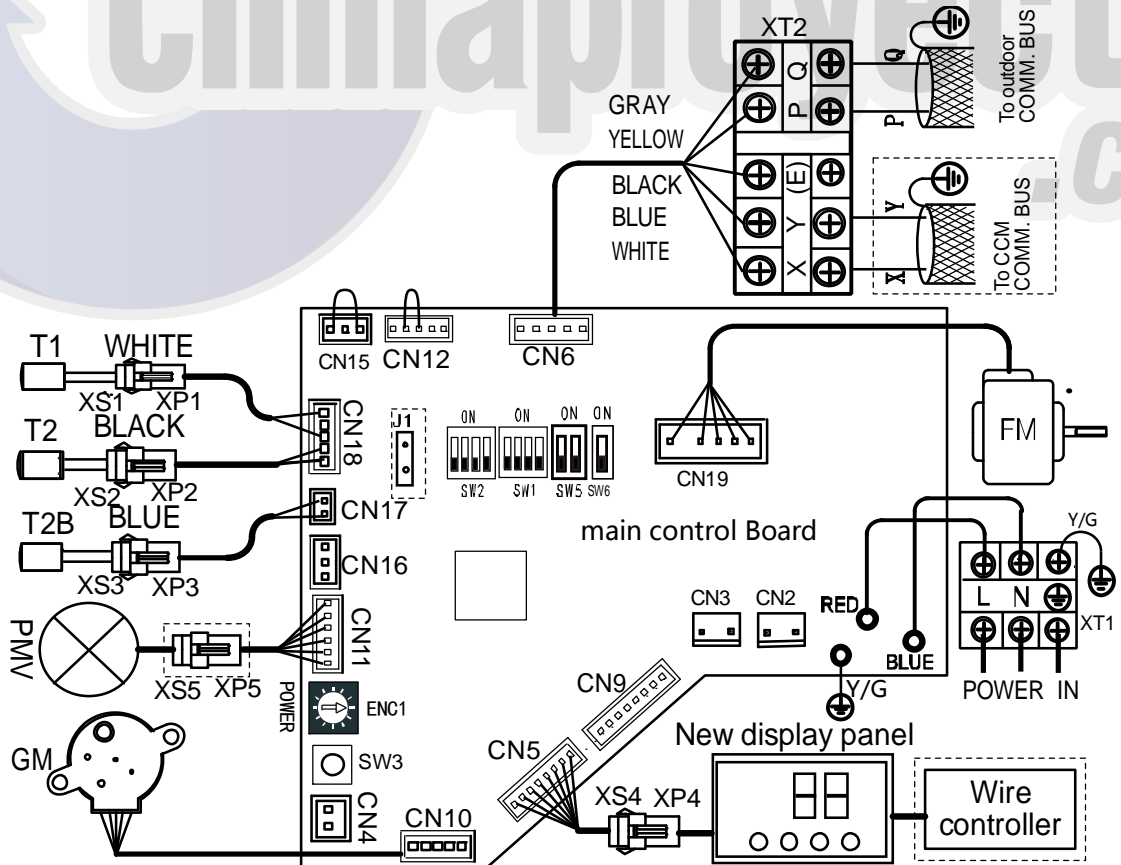 chinaproyectos
.c
XT2
Q
P
(E)
Y
X
Q
P
To outdoor
COMM. BUS
Y
X
To CCM
COMM. BUS
GRAY
YELLOW
BLACK
BLUE
WHITE
CN15
CN12
CN6
T1
WHITE
XS1
XP1
T2
BLACK
XS2
XP2
T2B
BLUE
XS3
XP3
CN18
CN17
CN16
CN11
J1
ON
ON
ON
ON
SW2
SW1
SW5
SW6
CN19
FM
main control Board
CN3
CN2
RED
BLUE
Y/G
Y/G
L
N
XT1
POWER IN
PMV
XS5
XP5
POWER
ENC1
SW3
CN4
GM
CN10
CN9
CN5
XS4
XP4
New display panel
Wire
controller